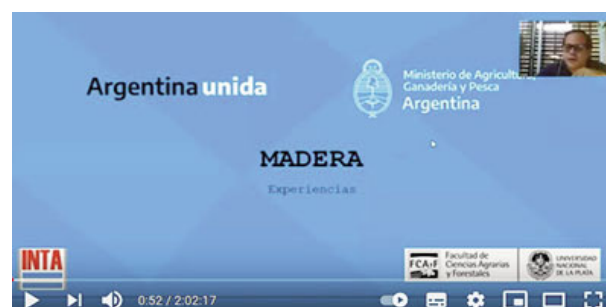 Argentina unida
Ministerio de Agricultura,
Ganadería y Pesca
Argentina
MADERA
Experiencias
INTA
FCAyF
Facultad de
Ciencias Agrarias
y Forestales
UNIVERSIDAD
NACIONAL
DE LA PLATA
0:52 / 2:02:17